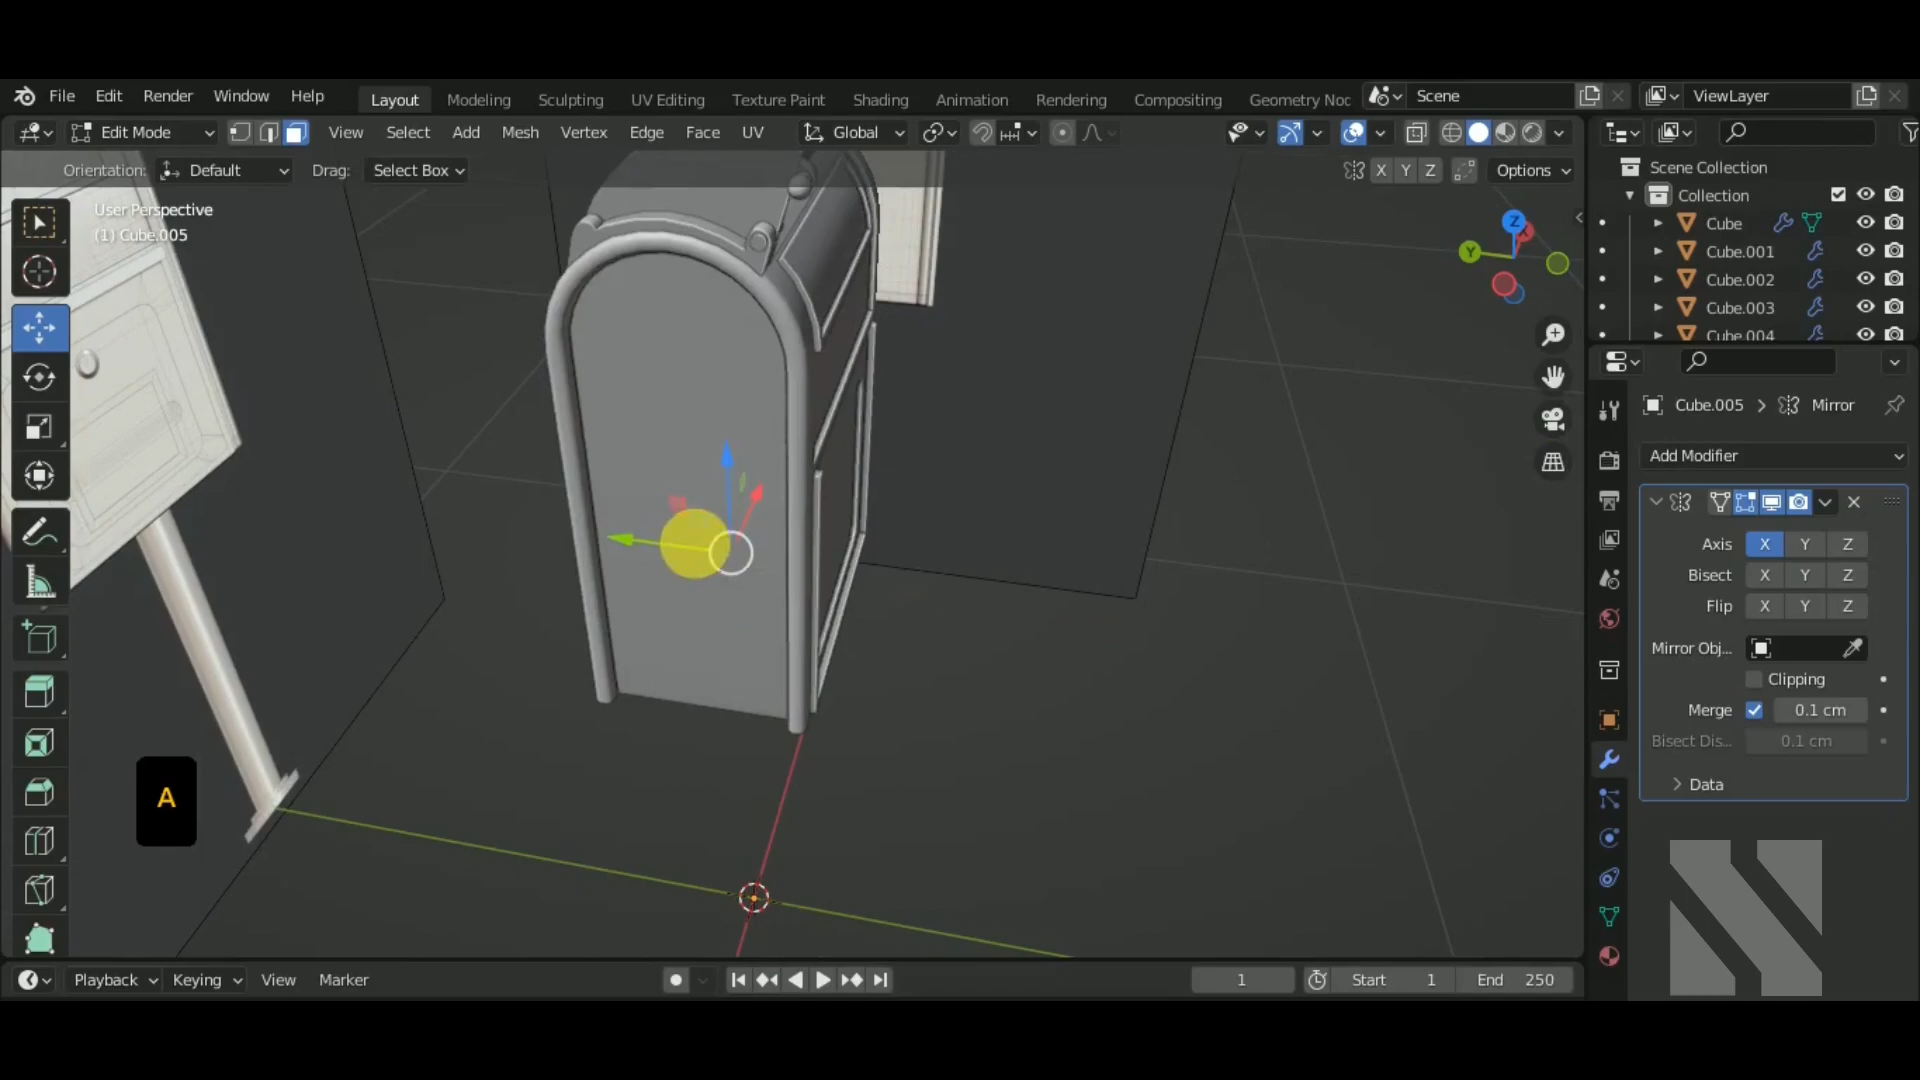 File Edit Render Window Help Layout Modeling Sculpting UV Editing Texture Paint Shading Animation Rendering Compositing Geometry Noc Scene ViewLayer
Edit Mode View Select Add Mesh Vertex Edge Face UV Global
Orientation: Default Drag: Select Box X Y Z Options
User Perspective
(1) Cube.005
Z
Y
Scene Collection
Collection
Cube
Cube.001
Cube.002
Cube.003
Cube.004
Cube.005 > Mirror
Add Modifier
Axis X Y Z
Bisect X Y Z
Flip X Y Z
Mirror Obj...
Clipping
Merge 0.1 cm
Bisect Dis... 0.1 cm
Data
A
Playback Keying View Marker 1 Start 1 End 250